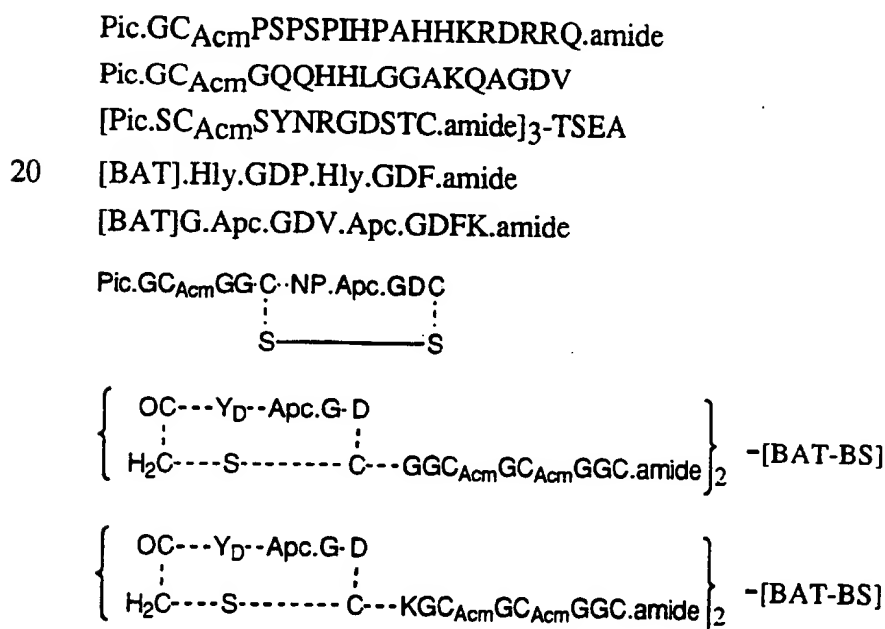 Pic.GCAcmPSPSPIHPAHHKRDRRQ.amide
Pic.GCAcmGQQHHLGGAKQAGDV
[Pic.SCAcmSYNRGDSTC.amide]3-TSEA
20 [BAT].Hly.GDP.Hly.GDF.amide
[BAT]G.Apc.GDV.Apc.GDFK.amide
Pic.GCAcmGG·C··NP.Apc.GDC
S S
OC---YD--Apc.G-D
H2C----S--------C---GGCAcmGCAcmGGC.amide 2 -[BAT-BS]
OC---YD--Apc.G-D
H2C----S--------C---KGCAcmGCAcmGGC.amide 2 -[BAT-BS]